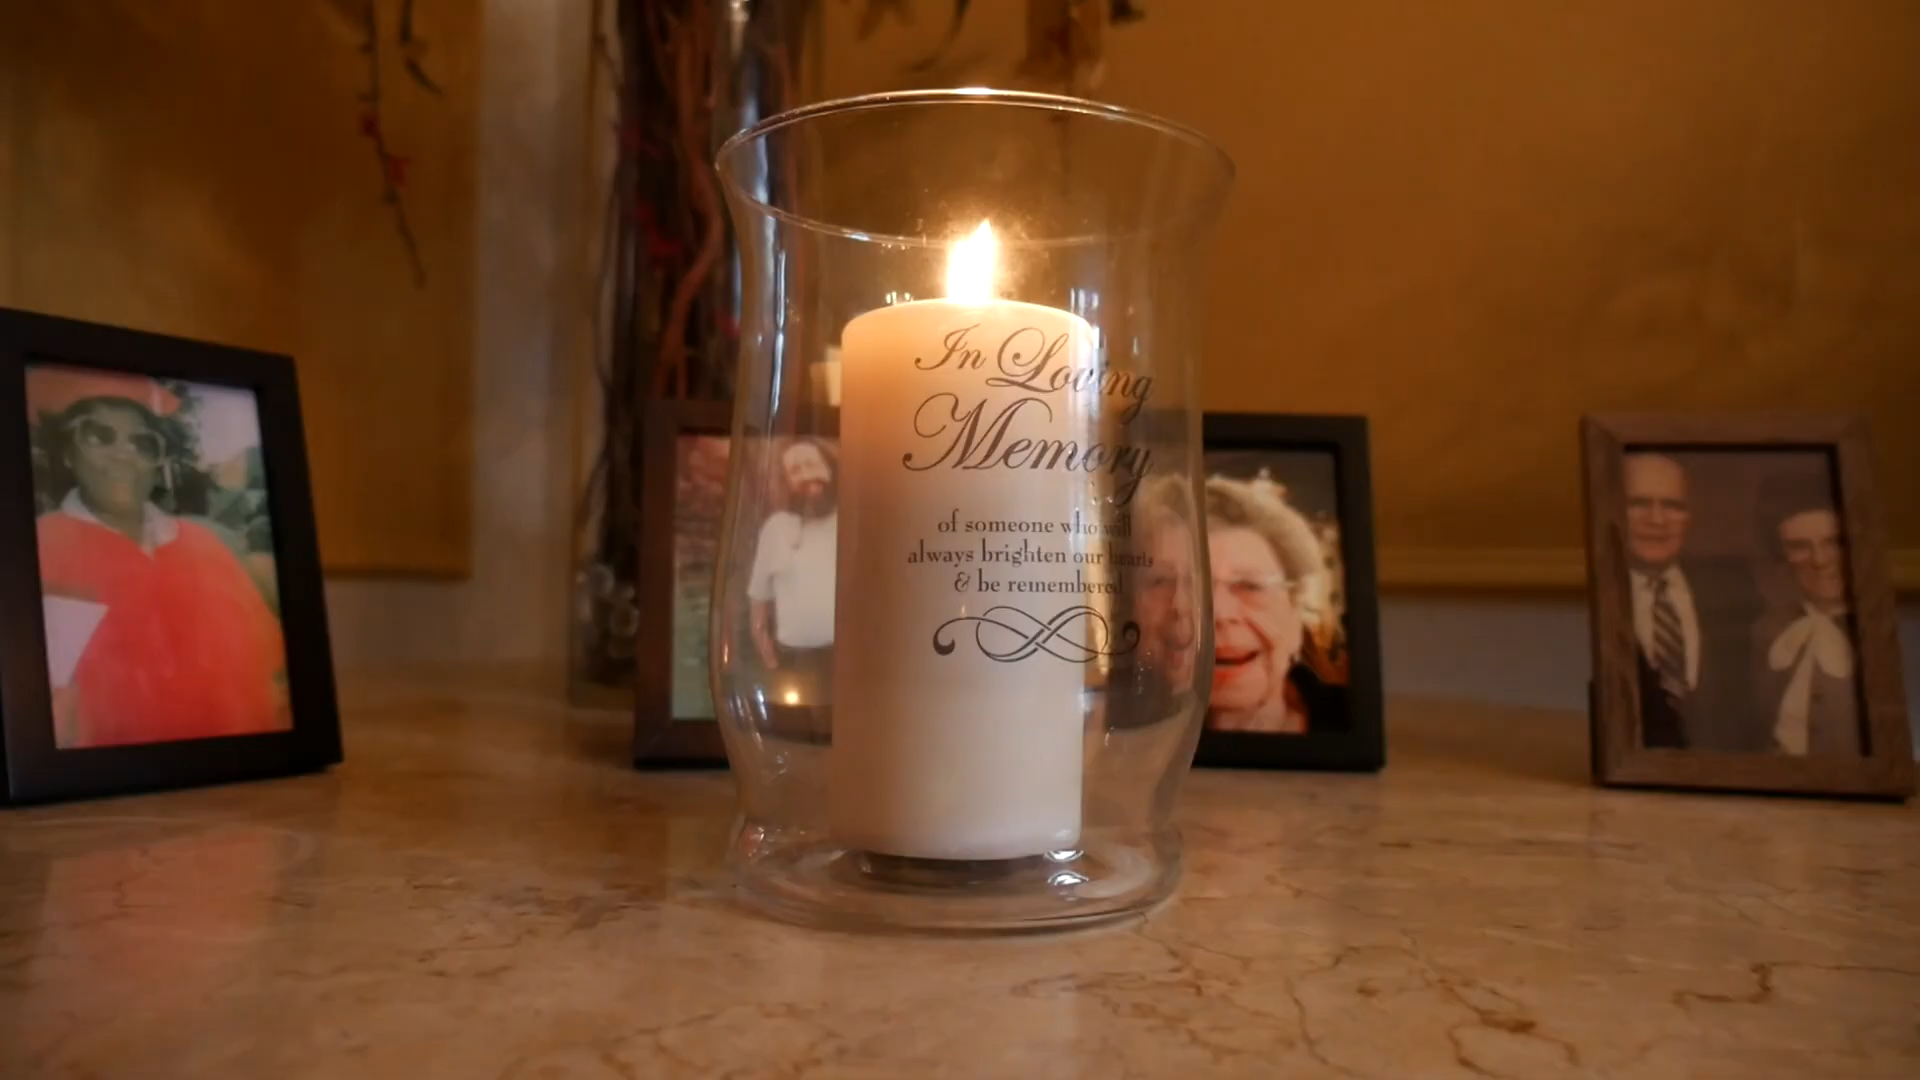 In Loving
Memory
of someone who will
always brighten our hearts
& be remembered